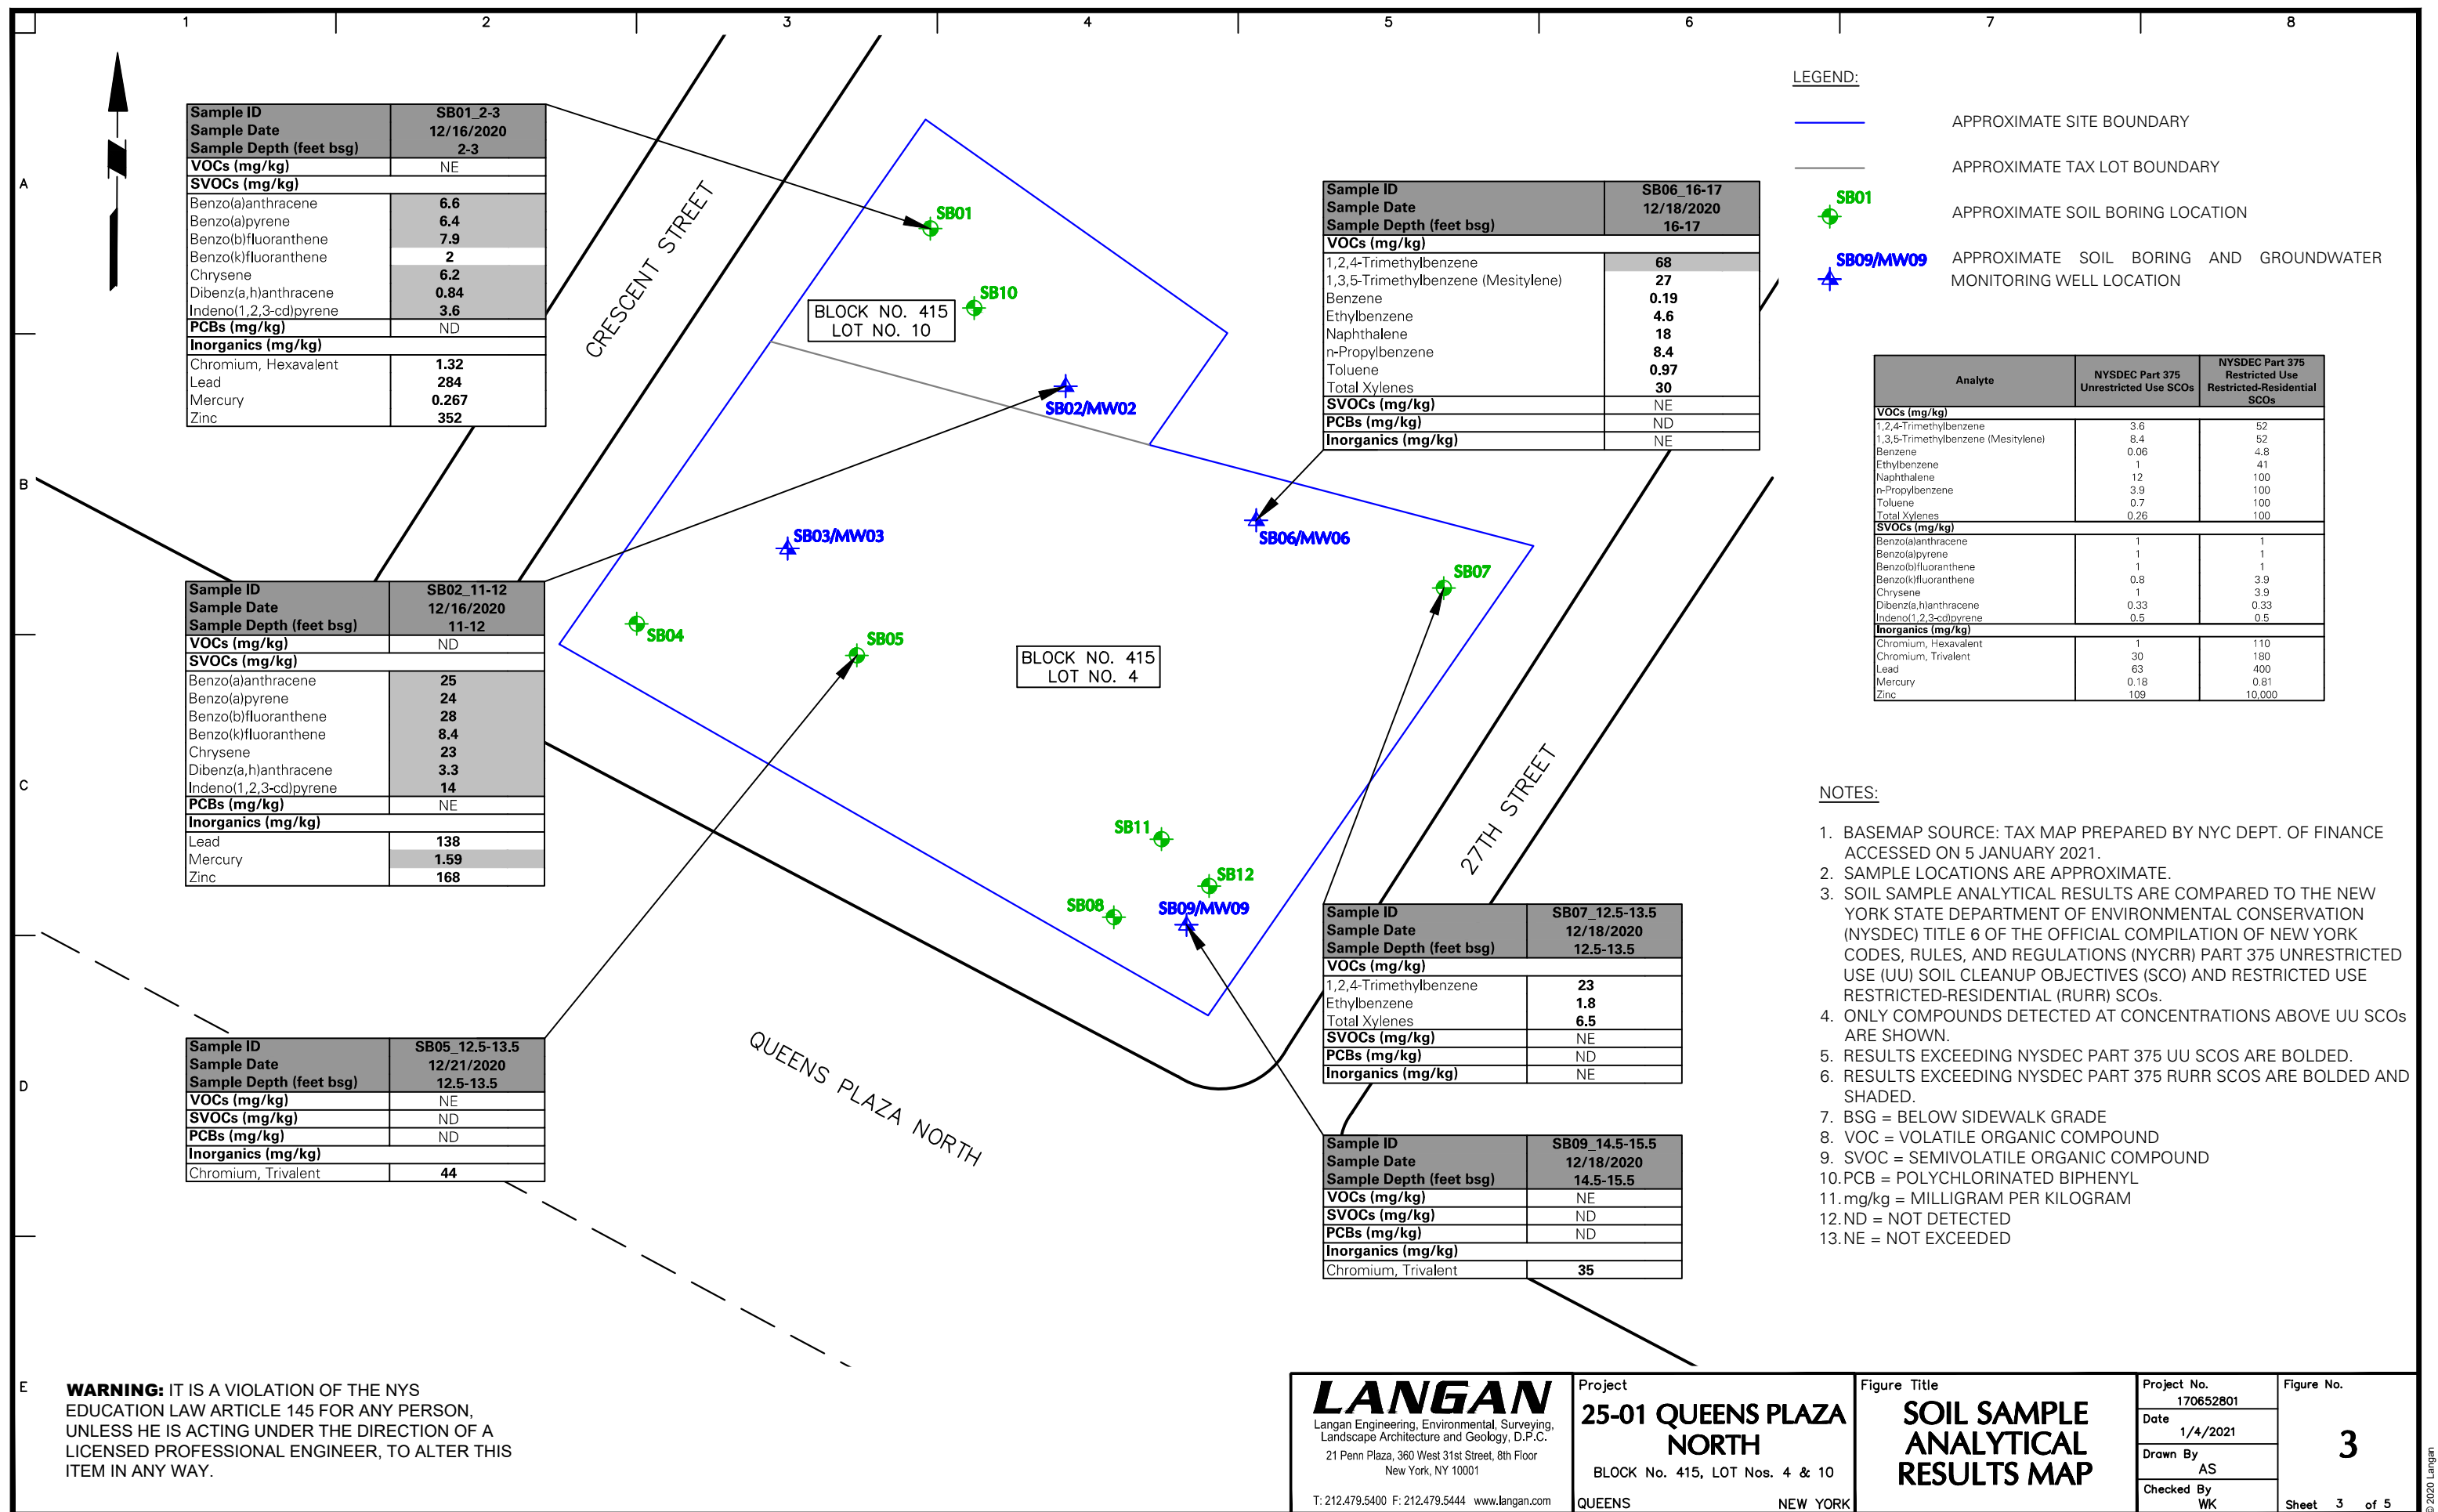 1 2 3 4 5 6 7 8
A
B
C
D
E
Sample ID SB01_2-3
Sample Date 12/16/2020
Sample Depth (feet bsg) 2-3
VOCs (mg/kg) NE
SVOCs (mg/kg)
Benzo(a)anthracene 6.6
Benzo(a)pyrene 6.4
Benzo(b)fluoranthene 7.9
Benzo(k)fluoranthene 2
Chrysene 6.2
Dibenz(a,h)anthracene 0.84
Indeno(1,2,3-cd)pyrene 3.6
PCBs (mg/kg) ND
Inorganics (mg/kg)
Chromium, Hexavalent 1.32
Lead 284
Mercury 0.267
Zinc 352
Sample ID SB02_11-12
Sample Date 12/16/2020
Sample Depth (feet bsg) 11-12
VOCs (mg/kg) ND
SVOCs (mg/kg)
Benzo(a)anthracene 25
Benzo(a)pyrene 24
Benzo(b)fluoranthene 28
Benzo(k)fluoranthene 8.4
Chrysene 23
Dibenz(a,h)anthracene 3.3
Indeno(1,2,3-cd)pyrene 14
PCBs (mg/kg) NE
Inorganics (mg/kg)
Lead 138
Mercury 1.59
Zinc 168
Sample ID SB05_12.5-13.5
Sample Date 12/21/2020
Sample Depth (feet bsg) 12.5-13.5
VOCs (mg/kg) NE
SVOCs (mg/kg) ND
PCBs (mg/kg) ND
Inorganics (mg/kg)
Chromium, Trivalent 44
CRESCENT STREET
SB01
SB10
BLOCK NO. 415
LOT NO. 10
SB02/MW02
SB03/MW03
SB06/MW06
SB07
SB04
SB05
BLOCK NO. 415
LOT NO. 4
SB11
SB12
SB08
SB09/MW09
27TH STREET
QUEENS PLAZA NORTH
Sample ID SB06_16-17
Sample Date 12/18/2020
Sample Depth (feet bsg) 16-17
VOCs (mg/kg)
1,2,4-Trimethylbenzene 68
1,3,5-Trimethylbenzene (Mesitylene) 27
Benzene 0.19
Ethylbenzene 4.6
Naphthalene 18
n-Propylbenzene 8.4
Toluene 0.97
Total Xylenes 30
SVOCs (mg/kg) NE
PCBs (mg/kg) ND
Inorganics (mg/kg) NE
Sample ID SB07_12.5-13.5
Sample Date 12/18/2020
Sample Depth (feet bsg) 12.5-13.5
VOCs (mg/kg)
1,2,4-Trimethylbenzene 23
Ethylbenzene 1.8
Total Xylenes 6.5
SVOCs (mg/kg) NE
PCBs (mg/kg) ND
Inorganics (mg/kg) NE
Sample ID SB09_14.5-15.5
Sample Date 12/18/2020
Sample Depth (feet bsg) 14.5-15.5
VOCs (mg/kg) NE
SVOCs (mg/kg) ND
PCBs (mg/kg) ND
Inorganics (mg/kg)
Chromium, Trivalent 35
LEGEND:
APPROXIMATE SITE BOUNDARY
APPROXIMATE TAX LOT BOUNDARY
SB01
APPROXIMATE SOIL BORING LOCATION
SB09/MW09 APPROXIMATE SOIL BORING AND GROUNDWATER
MONITORING WELL LOCATION
Analyte
NYSDEC Part 375
Unrestricted Use SCOs
NYSDEC Part 375
Restricted Use
Restricted-Residential
SCOs
VOCs (mg/kg)
1,2,4-Trimethylbenzene 3.6 52
1,3,5-Trimethylbenzene (Mesitylene) 8.4 52
Benzene 0.06 4.8
Ethylbenzene 1 41
Naphthalene 12 100
n-Propylbenzene 3.9 100
Toluene 0.7 100
Total Xylenes 0.26 100
SVOCs (mg/kg)
Benzo(a)anthracene 1 1
Benzo(a)pyrene 1 1
Benzo(b)fluoranthene 1 1
Benzo(k)fluoranthene 0.8 3.9
Chrysene 1 3.9
Dibenz(a,h)anthracene 0.33 0.33
Indeno(1,2,3-cd)pyrene 0.5 0.5
Inorganics (mg/kg)
Chromium, Hexavalent 1 110
Chromium, Trivalent 30 180
Lead 63 400
Mercury 0.18 0.81
Zinc 109 10,000
NOTES:
1. BASEMAP SOURCE: TAX MAP PREPARED BY NYC DEPT. OF FINANCE
ACCESSED ON 5 JANUARY 2021.
2. SAMPLE LOCATIONS ARE APPROXIMATE.
3. SOIL SAMPLE ANALYTICAL RESULTS ARE COMPARED TO THE NEW
YORK STATE DEPARTMENT OF ENVIRONMENTAL CONSERVATION
(NYSDEC) TITLE 6 OF THE OFFICIAL COMPILATION OF NEW YORK
CODES, RULES, AND REGULATIONS (NYCRR) PART 375 UNRESTRICTED
USE (UU) SOIL CLEANUP OBJECTIVES (SCO) AND RESTRICTED USE
RESTRICTED-RESIDENTIAL (RURR) SCOs.
4. ONLY COMPOUNDS DETECTED AT CONCENTRATIONS ABOVE UU SCOs
ARE SHOWN.
5. RESULTS EXCEEDING NYSDEC PART 375 UU SCOS ARE BOLDED.
6. RESULTS EXCEEDING NYSDEC PART 375 RURR SCOS ARE BOLDED AND
SHADED.
7. BSG = BELOW SIDEWALK GRADE
8. VOC = VOLATILE ORGANIC COMPOUND
9. SVOC = SEMIVOLATILE ORGANIC COMPOUND
10. PCB = POLYCHLORINATED BIPHENYL
11. mg/kg = MILLIGRAM PER KILOGRAM
12. ND = NOT DETECTED
13. NE = NOT EXCEEDED
WARNING: IT IS A VIOLATION OF THE NYS
EDUCATION LAW ARTICLE 145 FOR ANY PERSON,
UNLESS HE IS ACTING UNDER THE DIRECTION OF A
LICENSED PROFESSIONAL ENGINEER, TO ALTER THIS
ITEM IN ANY WAY.
LANGAN
Langan Engineering, Environmental, Surveying,
Landscape Architecture and Geology, D.P.C.
21 Penn Plaza, 360 West 31st Street, 8th Floor
New York, NY 10001
T: 212.479.5400 F: 212.479.5444 www.langan.com
Project
25-01 QUEENS PLAZA
NORTH
BLOCK No. 415, LOT Nos. 4 & 10
QUEENS NEW YORK
Figure Title
SOIL SAMPLE
ANALYTICAL
RESULTS MAP
Project No.
170652801
Date
1/4/2021
Drawn By
AS
Checked By
WK
Figure No.
3
Sheet 3 of 5
© 2020 Langan